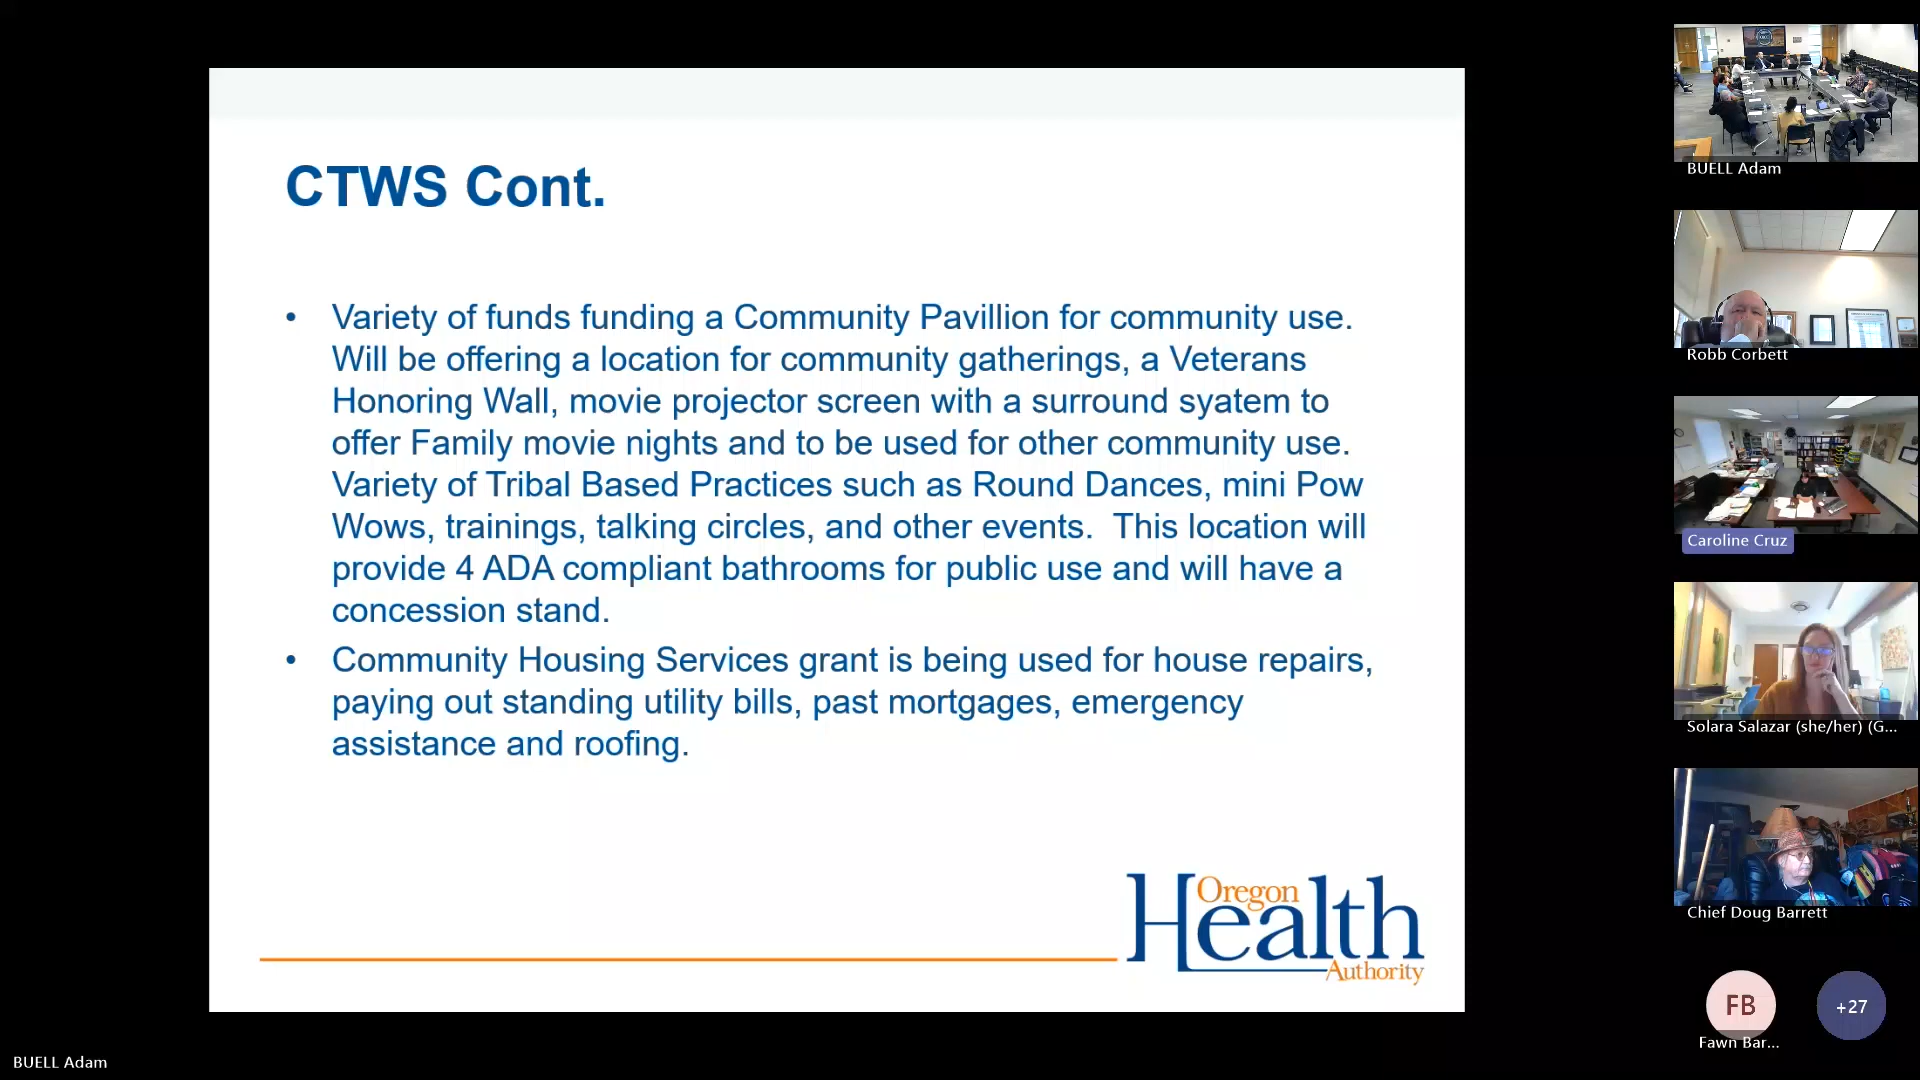 CTWS Cont.
• Variety of funds funding a Community Pavillion for community use.
Will be offering a location for community gatherings, a Veterans
Honoring Wall, movie projector screen with a surround syatem to
offer Family movie nights and to be used for other community use.
Variety of Tribal Based Practices such as Round Dances, mini Pow
Wows, trainings, talking circles, and other events.  This location will
provide 4 ADA compliant bathrooms for public use and will have a
concession stand.
• Community Housing Services grant is being used for house repairs,
paying out standing utility bills, past mortgages, emergency
assistance and roofing.
Oregon
Health
Authority
BUELL Adam
BUELL Adam
Robb Corbett
Caroline Cruz
Solara Salazar (she/her) (G...
Chief Doug Barrett
FB
+27
Fawn Bar...